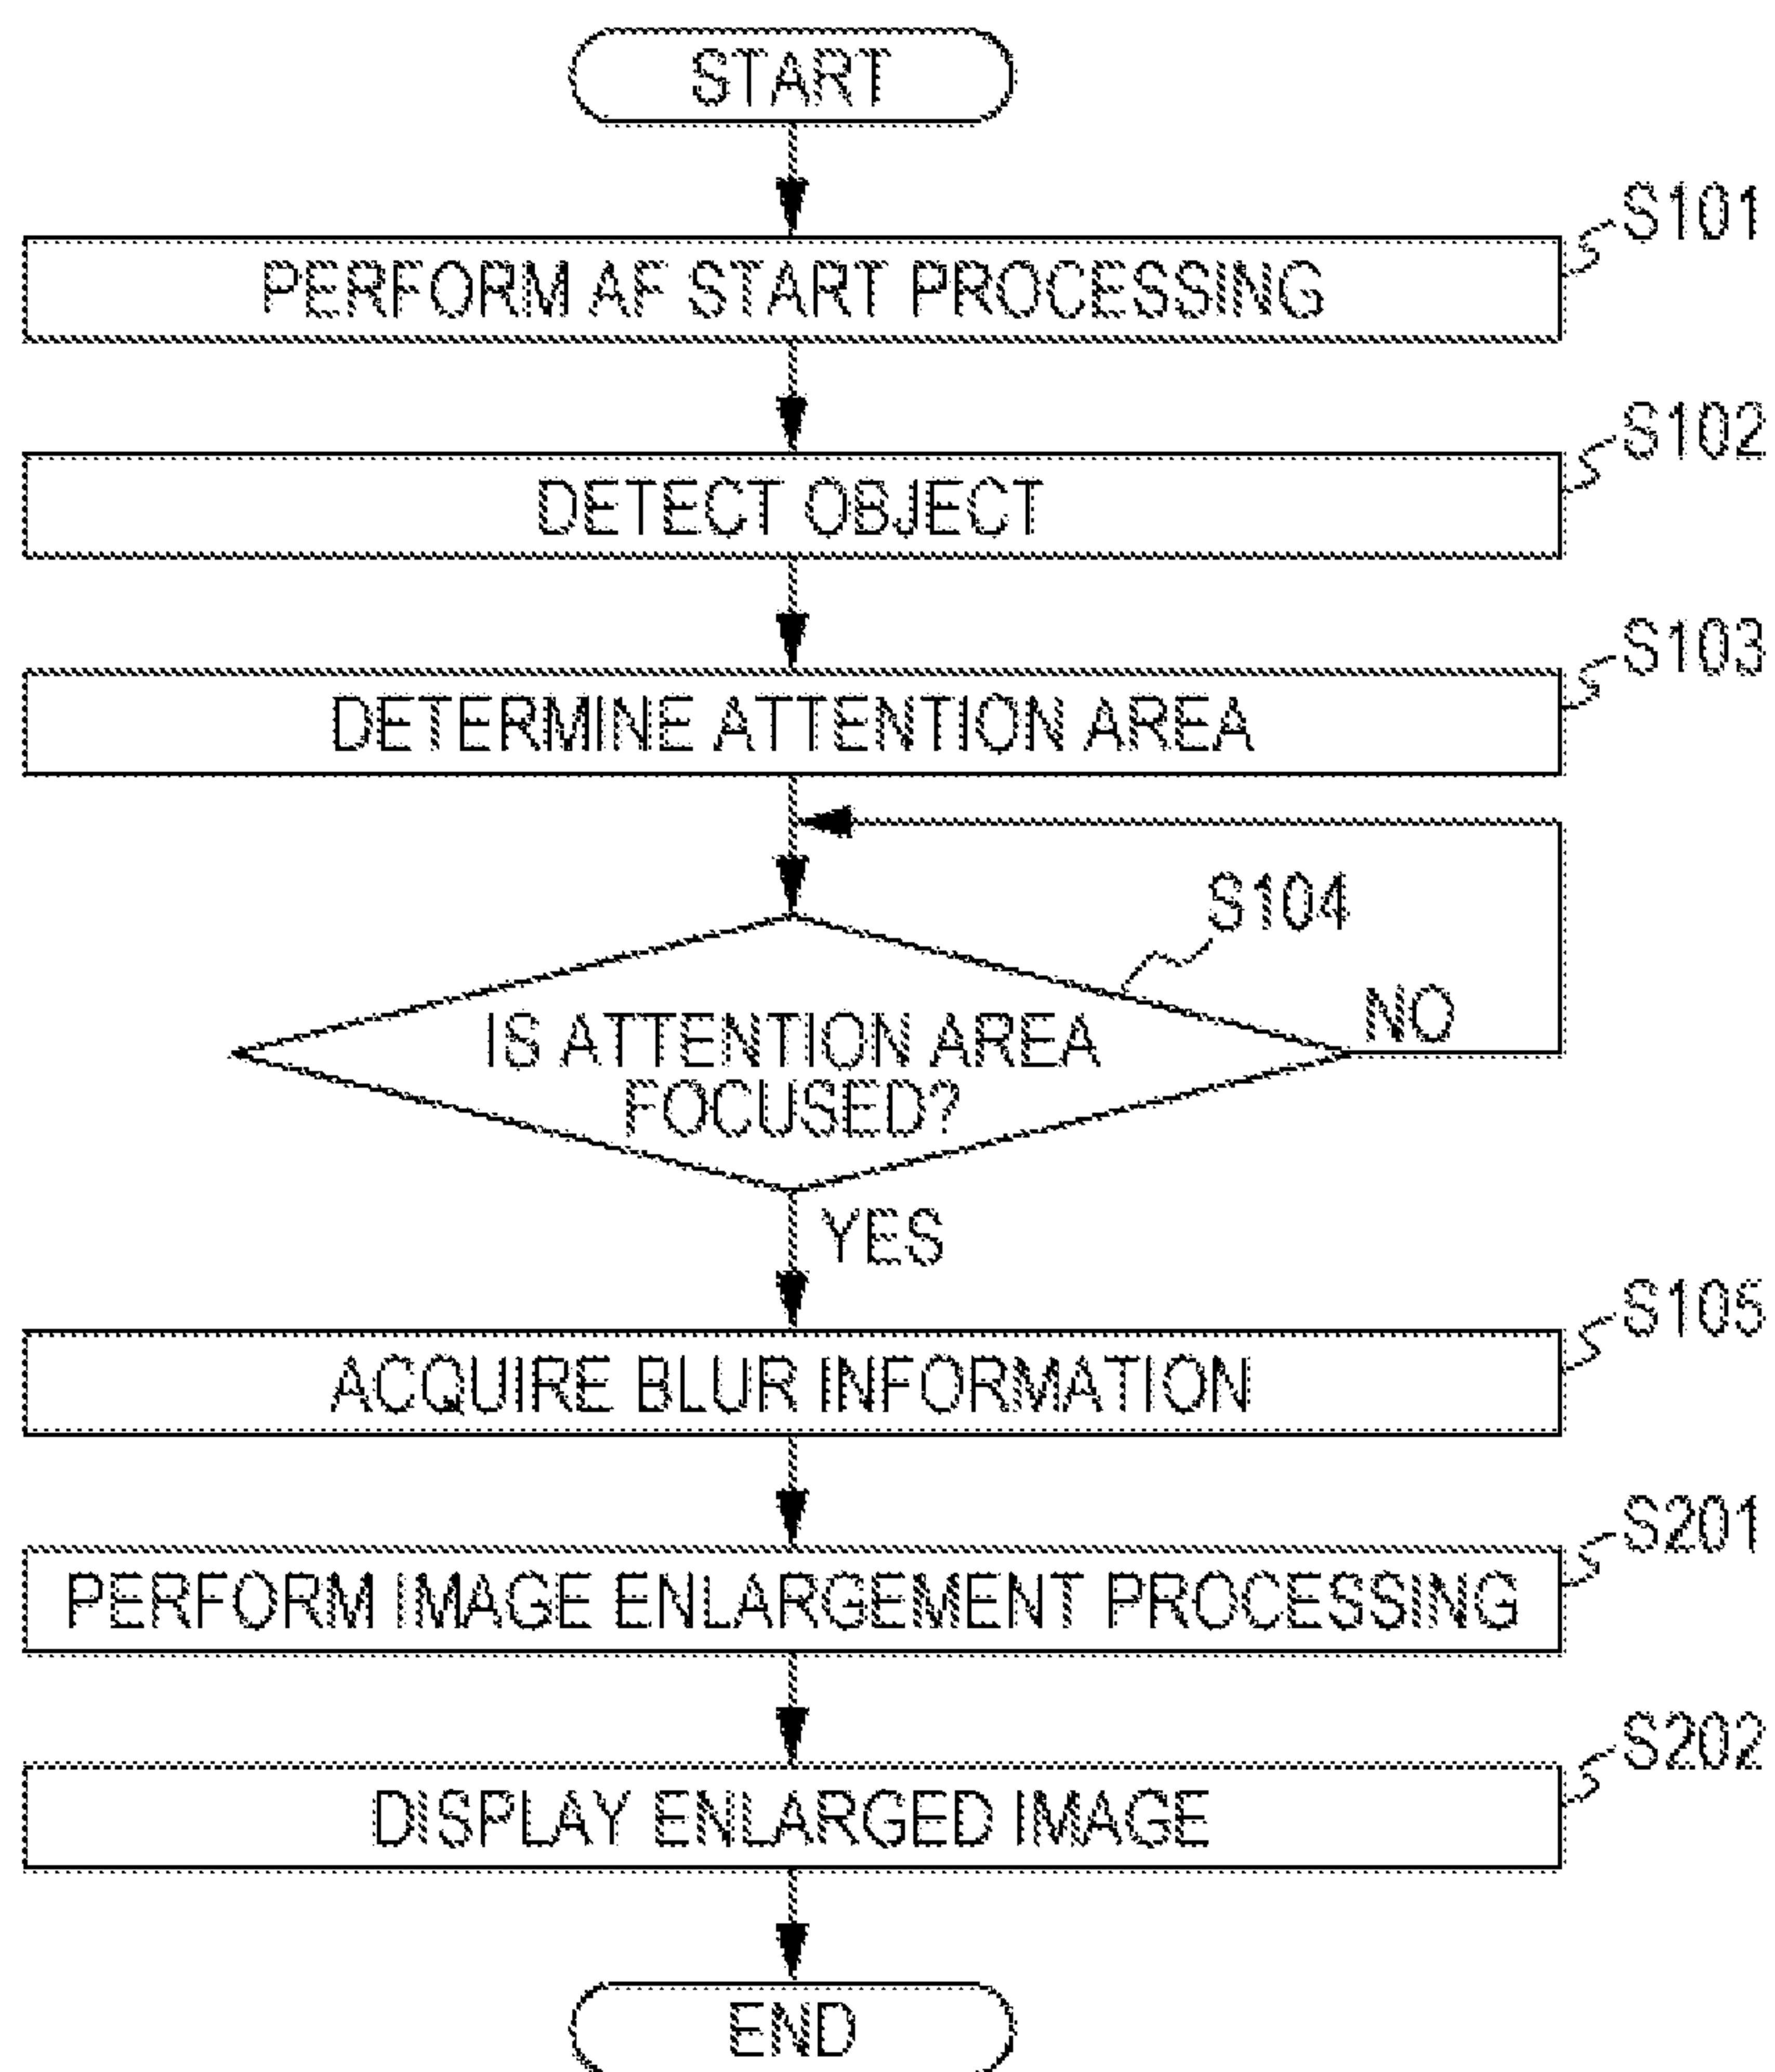 START
S101
PERFORM AF START PROCESSING
S102
DETECT OBJECT
S103
DETERMINE ATTENTION AREA
S104
IS ATTENTION AREA
FOCUSED?
NO
YES
S105
ACQUIRE BLUR INFORMATION
S201
PERFORM IMAGE ENLARGEMENT PROCESSING
S202
DISPLAY ENLARGED IMAGE
END